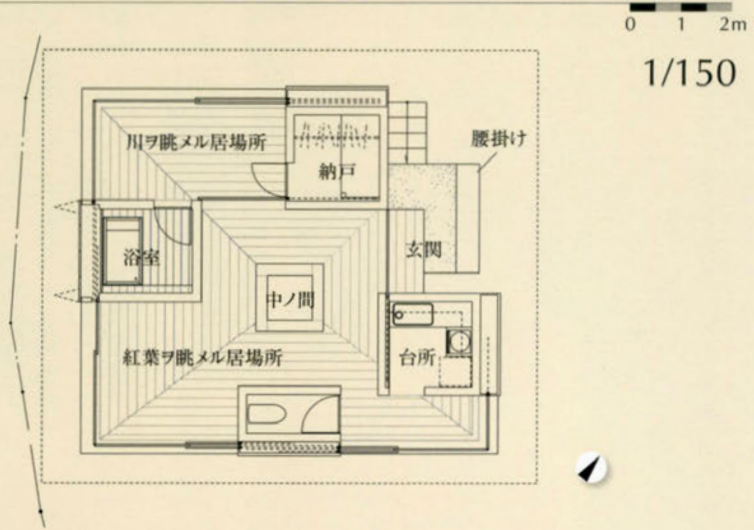 0 1 2m
1/150
川ヲ眺メル居場所
納戸
腰掛け
浴室
玄関
中ノ間
紅葉ヲ眺メル居場所
台所